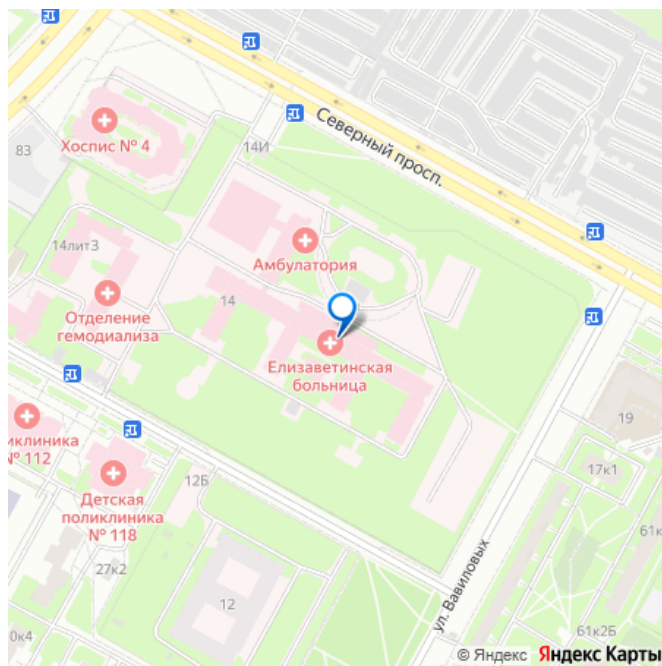 Северный просп.
Хоспис № 4
83
14И
Амбулатория
14лит3
14
Отделение
гемодиализа
Елизаветинская
больница
19
иклиника
№ 112
17к1
12Б
Детская
поликлиника
№ 118
61к
27к2
ул. Вавиловых
12
0к4
61к2Б
© Яндекс Яндекс Карты